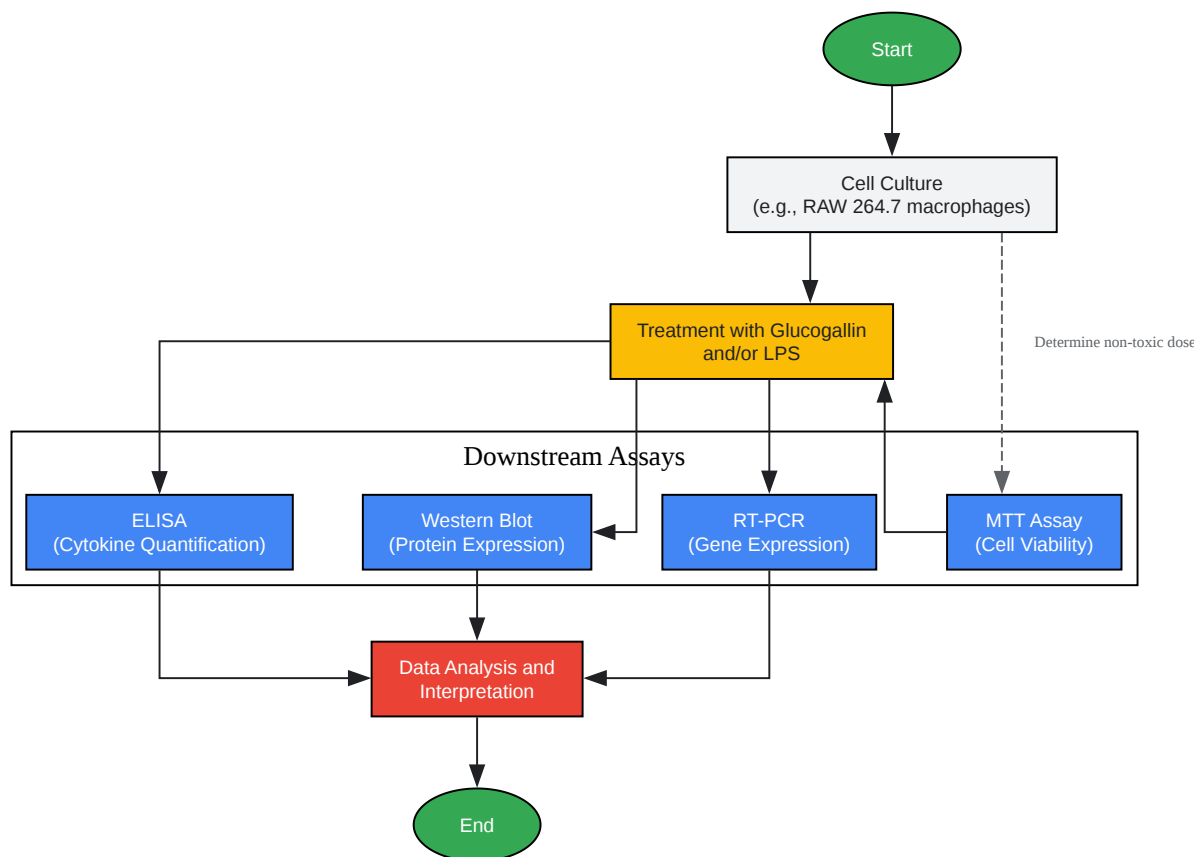 Start
Cell Culture
(e.g., RAW 264.7 macrophages)
Treatment with Glucogallin
and/or LPS
Determine non-toxic dose
Downstream Assays
ELISA
(Cytokine Quantification)
Western Blot
(Protein Expression)
RT-PCR
(Gene Expression)
MTT Assay
(Cell Viability)
Data Analysis and
Interpretation
End